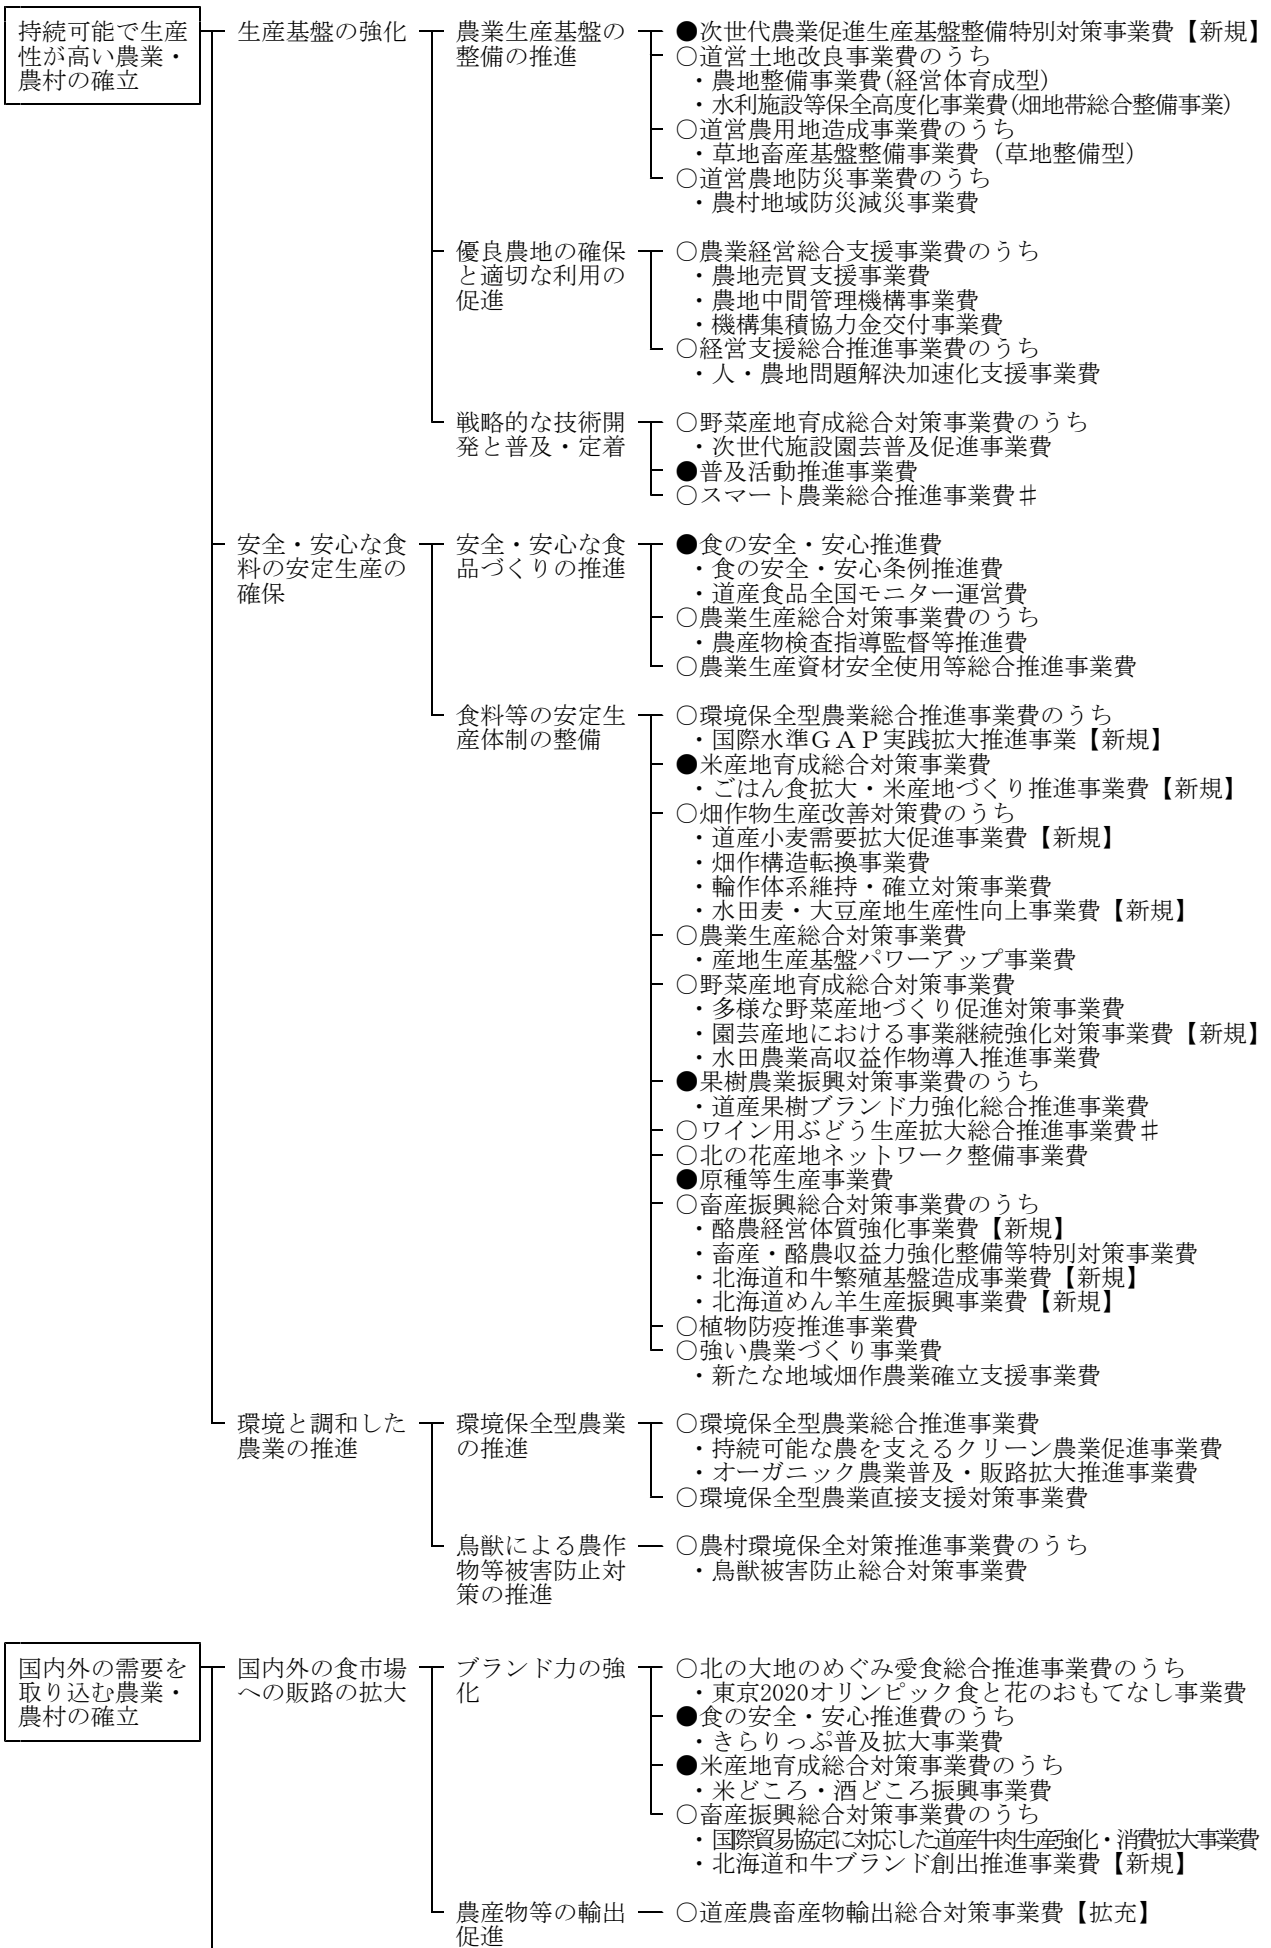 持続可能で生産
性が高い農業・
農村の確立
生産基盤の強化
農業生産基盤の
整備の推進
●次世代農業促進生産基盤整備特別対策事業費【新規】
○道営土地改良事業費のうち
・農地整備事業費(経営体育成型)
・水利施設等保全高度化事業費(畑地帯総合整備事業)
○道営農用地造成事業費のうち
・草地畜産基盤整備事業費（草地整備型）
○道営農地防災事業費のうち
・農村地域防災減災事業費
優良農地の確保
と適切な利用の
促進
○農業経営総合支援事業費のうち
・農地売買支援事業費
・農地中間管理機構事業費
・機構集積協力金交付事業費
○経営支援総合推進事業費のうち
・人・農地問題解決加速化支援事業費
戦略的な技術開
発と普及・定着
○野菜産地育成総合対策事業費のうち
・次世代施設園芸普及促進事業費
●普及活動推進事業費
○スマート農業総合推進事業費＃
安全・安心な食
料の安定生産の
確保
安全・安心な食
品づくりの推進
●食の安全・安心推進費
・食の安全・安心条例推進費
・道産食品全国モニター運営費
○農業生産総合対策事業費のうち
・農産物検査指導監督等推進費
○農業生産資材安全使用等総合推進事業費
食料等の安定生
産体制の整備
○環境保全型農業総合推進事業費のうち
・国際水準ＧＡＰ実践拡大推進事業【新規】
●米産地育成総合対策事業費
・ごはん食拡大・米産地づくり推進事業費【新規】
○畑作物生産改善対策費のうち
・道産小麦需要拡大促進事業費【新規】
・畑作構造転換事業費
・輪作体系維持・確立対策事業費
・水田麦・大豆産地生産性向上事業費【新規】
○農業生産総合対策事業費
・産地生産基盤パワーアップ事業費
○野菜産地育成総合対策事業費
・多様な野菜産地づくり促進対策事業費
・園芸産地における事業継続強化対策事業費【新規】
・水田農業高収益作物導入推進事業費
●果樹農業振興対策事業費のうち
・道産果樹ブランド力強化総合推進事業費
○ワイン用ぶどう生産拡大総合推進事業費＃
○北の花産地ネットワーク整備事業費
●原種等生産事業費
○畜産振興総合対策事業費のうち
・酪農経営体質強化事業費【新規】
・畜産・酪農収益力強化整備等特別対策事業費
・北海道和牛繁殖基盤造成事業費【新規】
・北海道めん羊生産振興事業費【新規】
○植物防疫推進事業費
○強い農業づくり事業費
・新たな地域畑作農業確立支援事業費
環境と調和した
農業の推進
環境保全型農業
の推進
○環境保全型農業総合推進事業費
・持続可能な農を支えるクリーン農業促進事業費
・オーガニック農業普及・販路拡大推進事業費
○環境保全型農業直接支援対策事業費
鳥獣による農作
物等被害防止対
策の推進
○農村環境保全対策推進事業費のうち
・鳥獣被害防止総合対策事業費
国内外の需要を
取り込む農業・
農村の確立
国内外の食市場
への販路の拡大
ブランド力の強
化
○北の大地のめぐみ愛食総合推進事業費のうち
・東京2020オリンピック食と花のおもてなし事業費
●食の安全・安心推進費のうち
・きらりっぷ普及拡大事業費
●米産地育成総合対策事業費のうち
・米どころ・酒どころ振興事業費
○畜産振興総合対策事業費のうち
・国際貿易協定に対応した道産牛肉生産強化・消費拡大事業費
・北海道和牛ブランド創出推進事業費【新規】
農産物等の輸出
促進
○道産農畜産物輸出総合対策事業費【拡充】